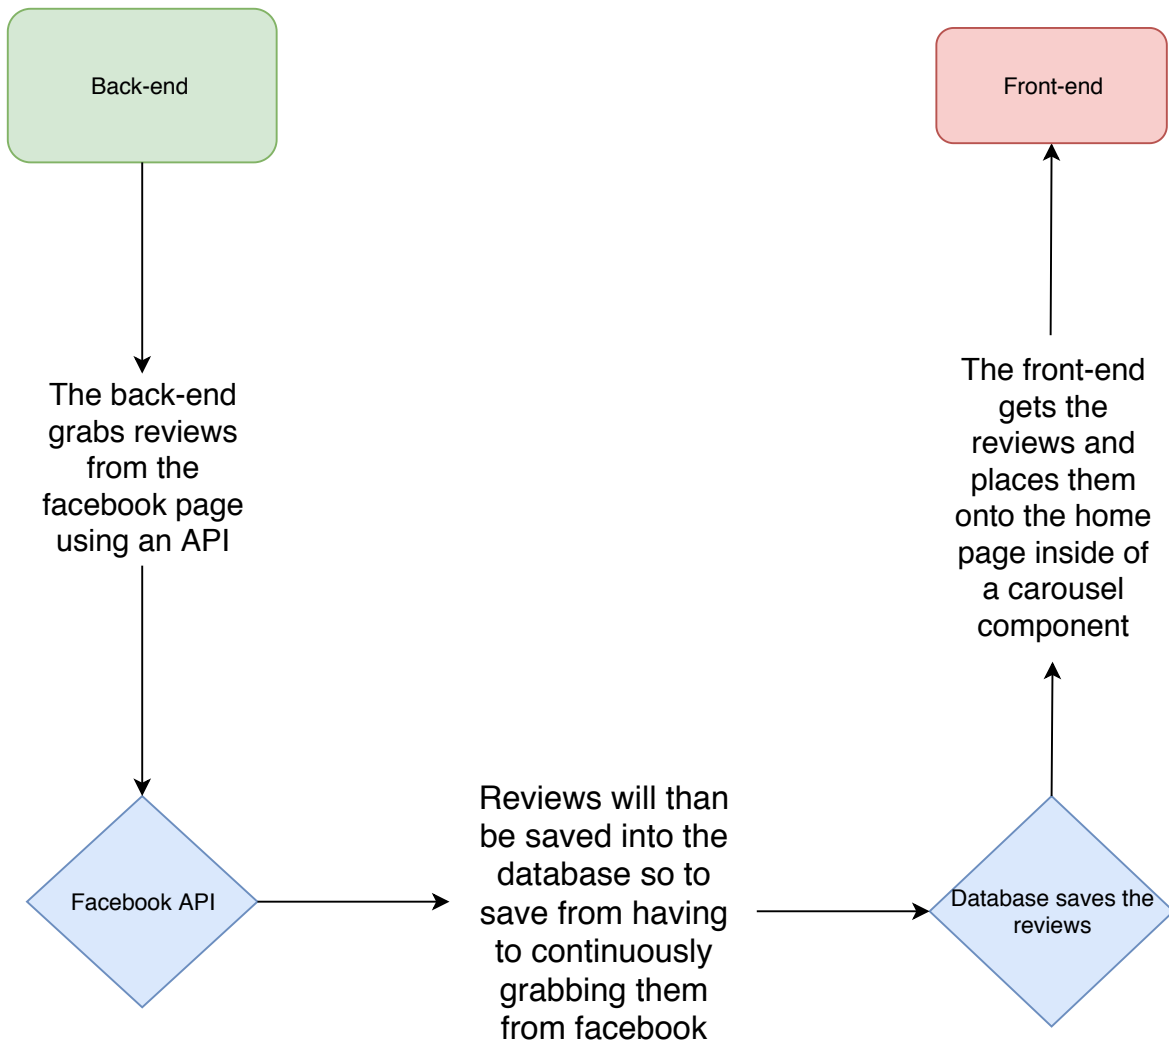 Back-end
Front-end
The back-end
grabs reviews
from the
facebook page
using an API
The front-end
gets the
reviews and
places them
onto the home
page inside of
a carousel
component
Facebook API
Reviews will than
be saved into the
database so to
save from having
to continuously
grabbing them
from facebook
Database saves the
reviews